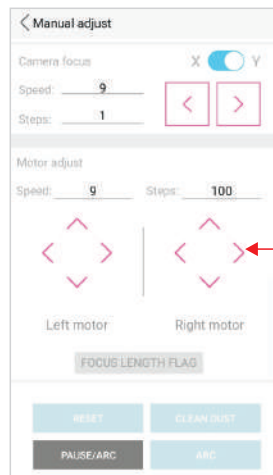 Manual adjust
Camera focus X Y
Speed: 9
Steps: 1
Motor adjust
Speed: 9 Steps: 100
Left motor Right motor
FOCUS LENGTH FLAG
RESET CLEAN DUST
PAUSE/ARC ARC